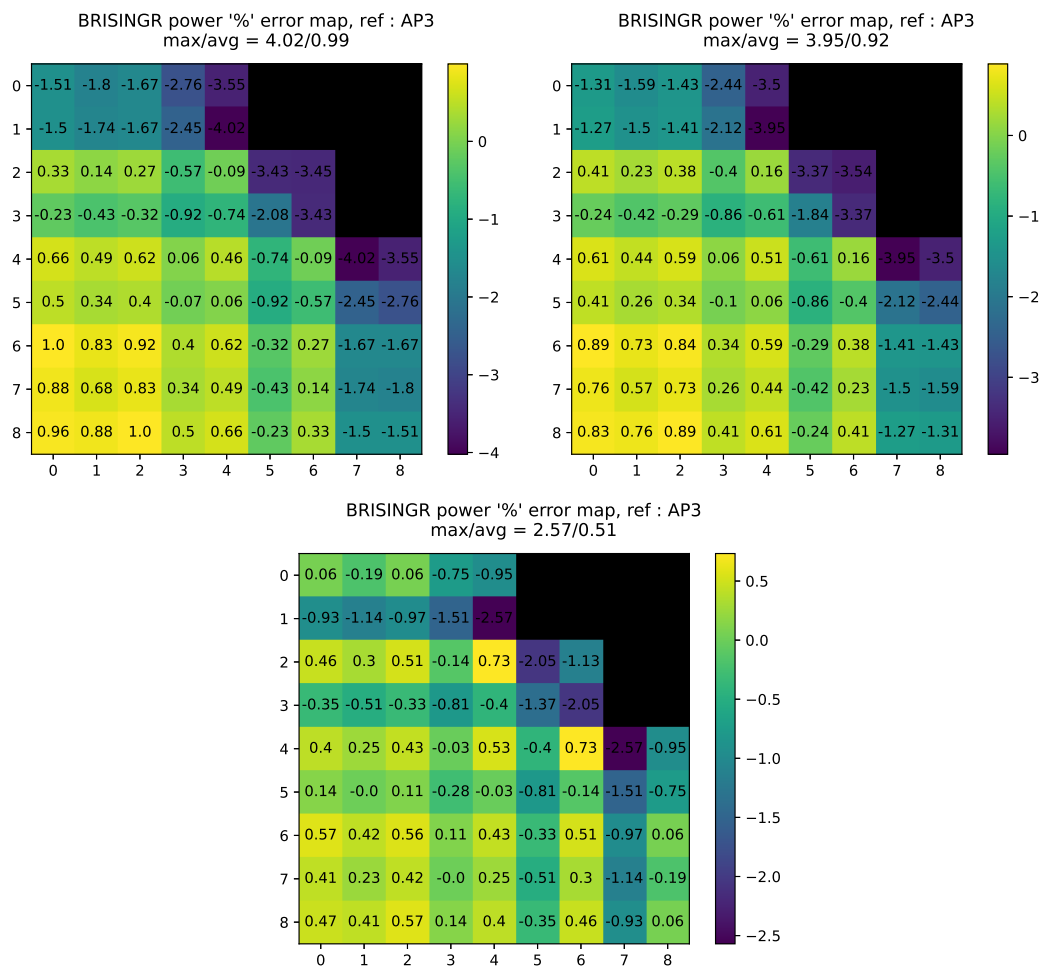 BRISINGR power '%' error map, ref : AP3
max/avg = 4.02/0.99
0 -1.51 -1.8 -1.67 -2.76 -3.55
1 -1.5 -1.74 -1.67 -2.45 -4.02
2 0.33 0.14 0.27 -0.57 -0.09 -3.43 -3.45
3 -0.23 -0.43 -0.32 -0.92 -0.74 -2.08 -3.43
4 0.66 0.49 0.62 0.06 0.46 -0.74 -0.09 -4.02 -3.55
5 0.5 0.34 0.4 -0.07 0.06 -0.92 -0.57 -2.45 -2.76
6 1.0 0.83 0.92 0.4 0.62 -0.32 0.27 -1.67 -1.67
7 0.88 0.68 0.83 0.34 0.49 -0.43 0.14 -1.74 -1.8
8 0.96 0.88 1.0 0.5 0.66 -0.23 0.33 -1.5 -1.51
0 1 2 3 4 5 6 7 8
0
−1
−2
−3
−4
BRISINGR power '%' error map, ref : AP3
max/avg = 3.95/0.92
0 -1.31 -1.59 -1.43 -2.44 -3.5
1 -1.27 -1.5 -1.41 -2.12 -3.95
2 0.41 0.23 0.38 -0.4 0.16 -3.37 -3.54
3 -0.24 -0.42 -0.29 -0.86 -0.61 -1.84 -3.37
4 0.61 0.44 0.59 0.06 0.51 -0.61 0.16 -3.95 -3.5
5 0.41 0.26 0.34 -0.1 0.06 -0.86 -0.4 -2.12 -2.44
6 0.89 0.73 0.84 0.34 0.59 -0.29 0.38 -1.41 -1.43
7 0.76 0.57 0.73 0.26 0.44 -0.42 0.23 -1.5 -1.59
8 0.83 0.76 0.89 0.41 0.61 -0.24 0.41 -1.27 -1.31
0 1 2 3 4 5 6 7 8
0
−1
−2
−3
BRISINGR power '%' error map, ref : AP3
max/avg = 2.57/0.51
0 0.06 -0.19 0.06 -0.75 -0.95
1 -0.93 -1.14 -0.97 -1.51 -2.57
2 0.46 0.3 0.51 -0.14 0.73 -2.05 -1.13
3 -0.35 -0.51 -0.33 -0.81 -0.4 -1.37 -2.05
4 0.4 0.25 0.43 -0.03 0.53 -0.4 0.73 -2.57 -0.95
5 0.14 -0.0 0.11 -0.28 -0.03 -0.81 -0.14 -1.51 -0.75
6 0.57 0.42 0.56 0.11 0.43 -0.33 0.51 -0.97 0.06
7 0.41 0.23 0.42 -0.0 0.25 -0.51 0.3 -1.14 -0.19
8 0.47 0.41 0.57 0.14 0.4 -0.35 0.46 -0.93 0.06
0 1 2 3 4 5 6 7 8
0.5
0.0
−0.5
−1.0
−1.5
−2.0
−2.5